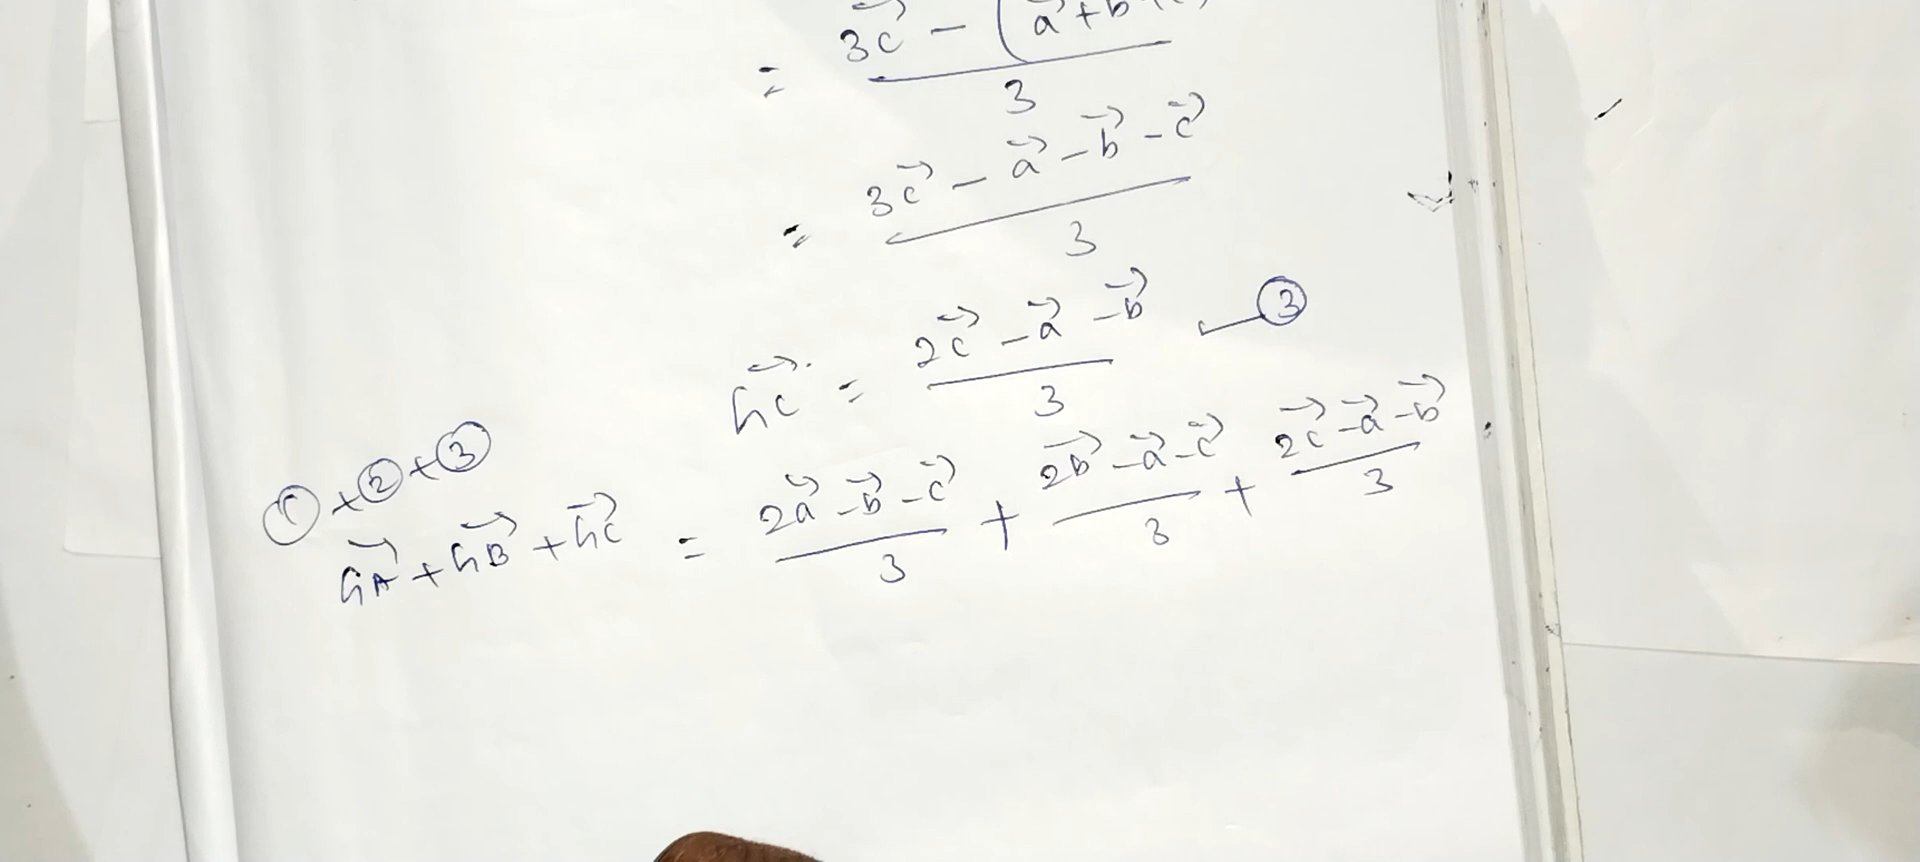 = 3c⃗ - (a⃗+b
3
= 3c⃗ - a⃗ - b⃗ - c⃗
3
GC⃗ = 2c⃗ - a⃗ - b⃗ — ③
3
① + ② + ③
GA⃗ + GB⃗ + GC⃗ = 2a⃗ - b⃗ - c⃗ / 3 + 2b⃗ - a⃗ - c⃗ / 3 + 2c⃗ - a⃗ - b⃗ / 3